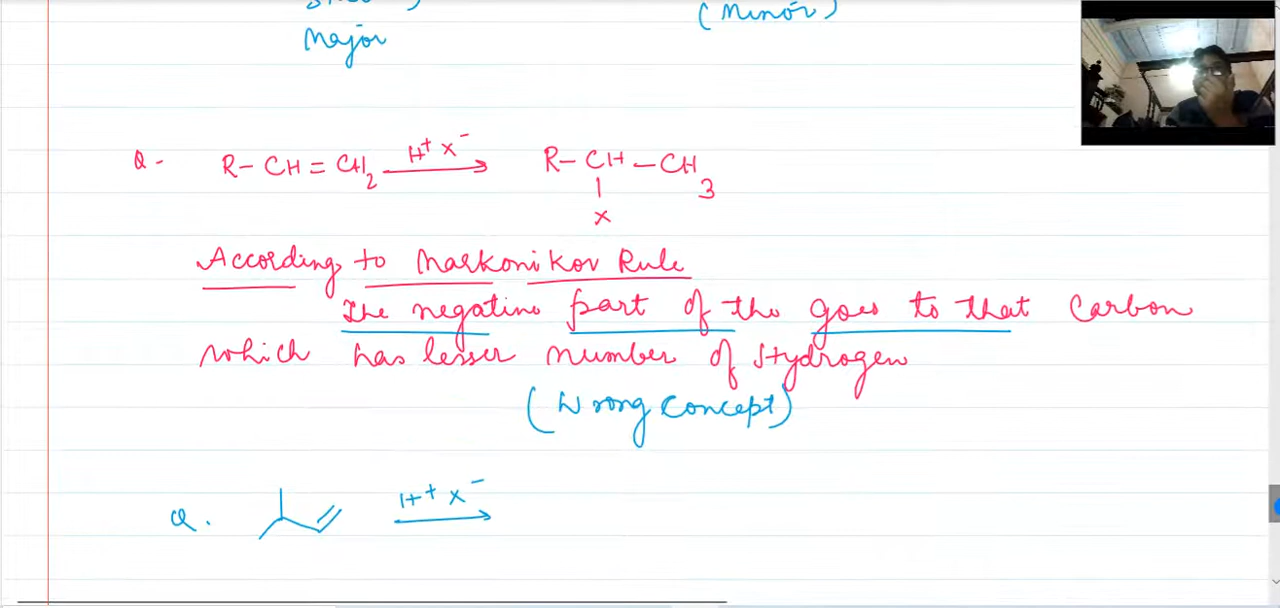 (Minor)
Major
Q- R-CH=CH2 H+ X- → R-CH-CH3
|
x
According to Markonikov Rule
The negative part of the goes to that Carbon
which has lesser number of Hydrogen
(Wrong Concept)
Q. H+ X- →